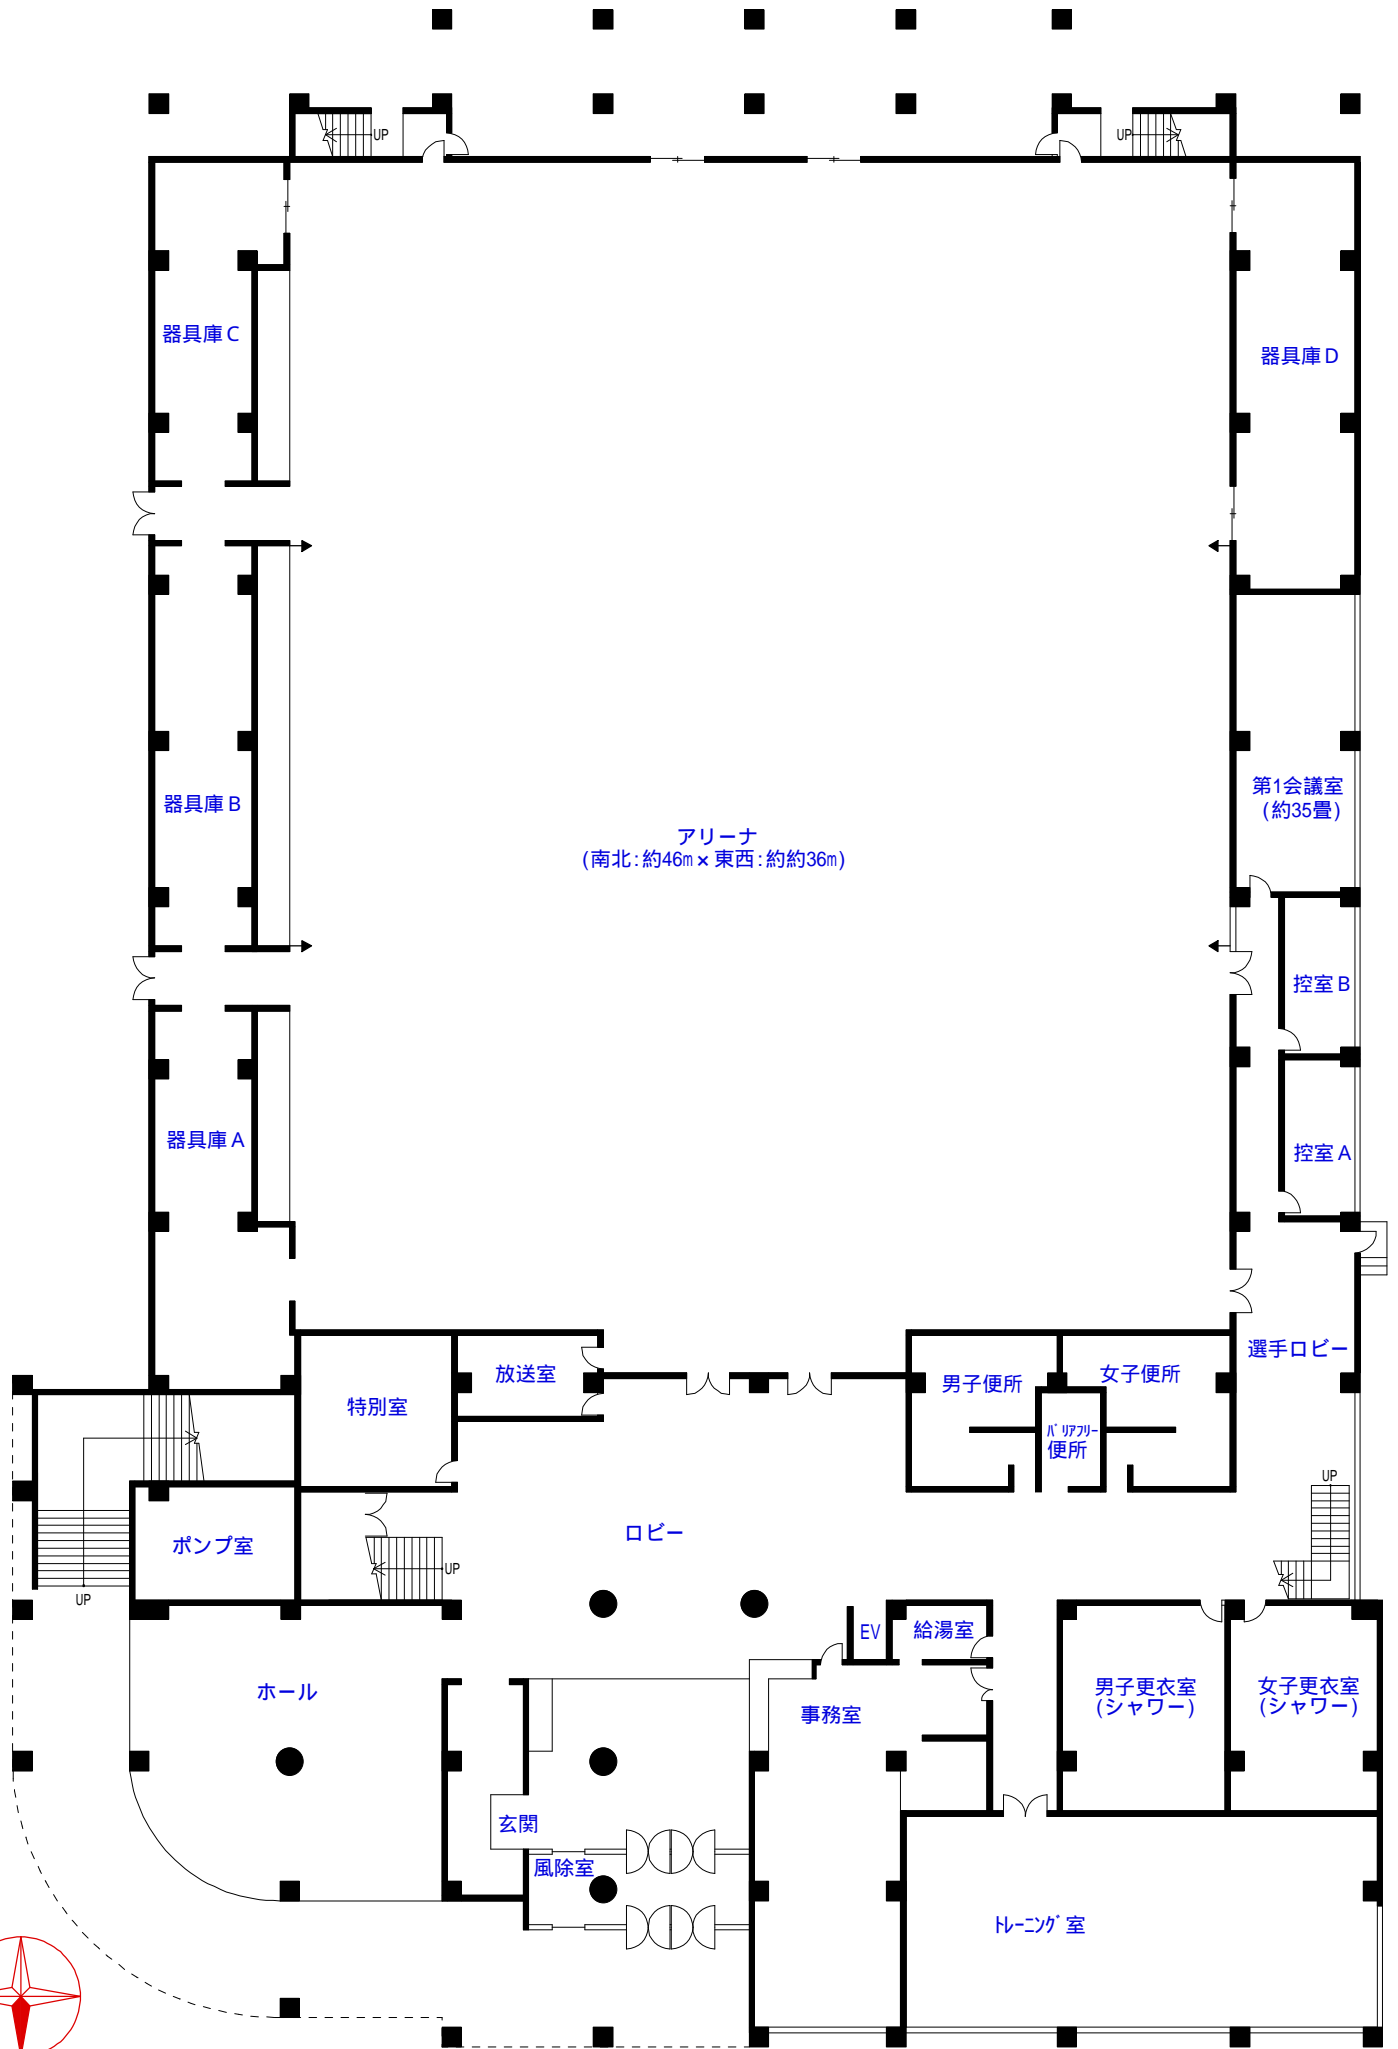 UP
UP
器具庫C
器具庫D
第1会議室
(約35畳)
器具庫B
アリーナ
(南北:約46m×東西:約約36m)
控室B
器具庫A
控室A
選手ロビー
放送室
男子便所
女子便所
特別室
バリアフリー
便所
UP
ロビー
ポンプ室
UP
UP
EV
給湯室
ホール
事務室
男子更衣室
(シャワー)
女子更衣室
(シャワー)
玄関
風除室
トレーニング室